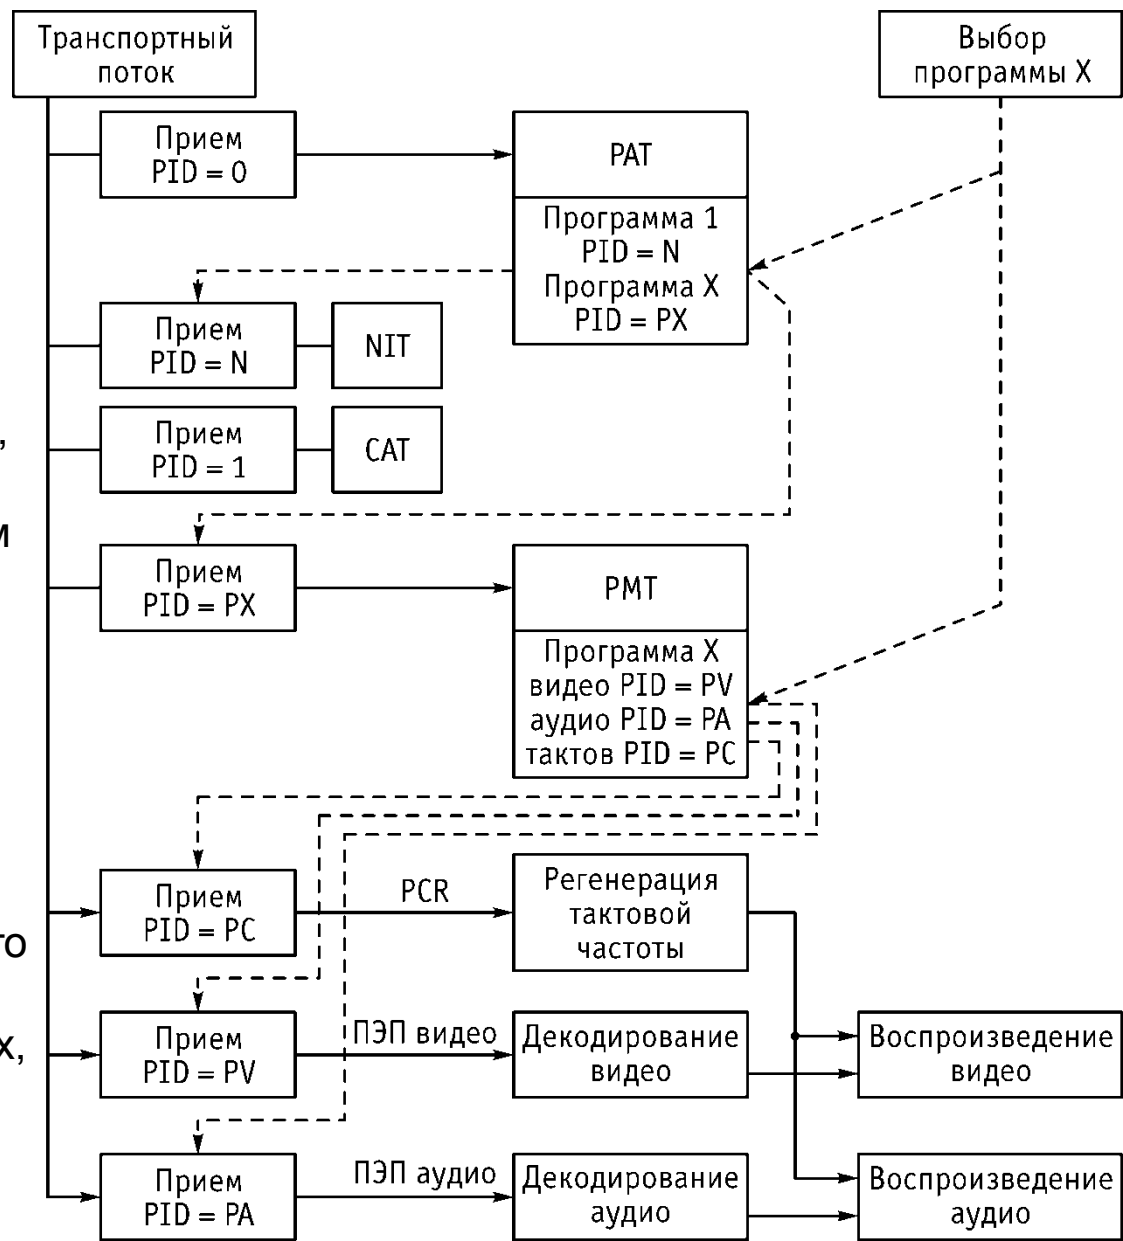 Транспортный
поток
Выбор
программы X
Прием
PID = 0
PAT
Программа 1
PID = N
Программа X
PID = PX
Прием
PID = N
NIT
Прием
PID = 1
CAT
,
м
Прием
PID = PX
PMT
Программа X
видео PID = PV
аудио PID = PA
тактов PID = PC
Прием
PID = PC
PCR
Регенерация
тактовой
частоты
то
Прием
PID = PV
ПЭП видео
Декодирование
видео
Воспроизведение
видео
х,
Прием
PID = PA
ПЭП аудио
Декодирование
аудио
Воспроизведение
аудио